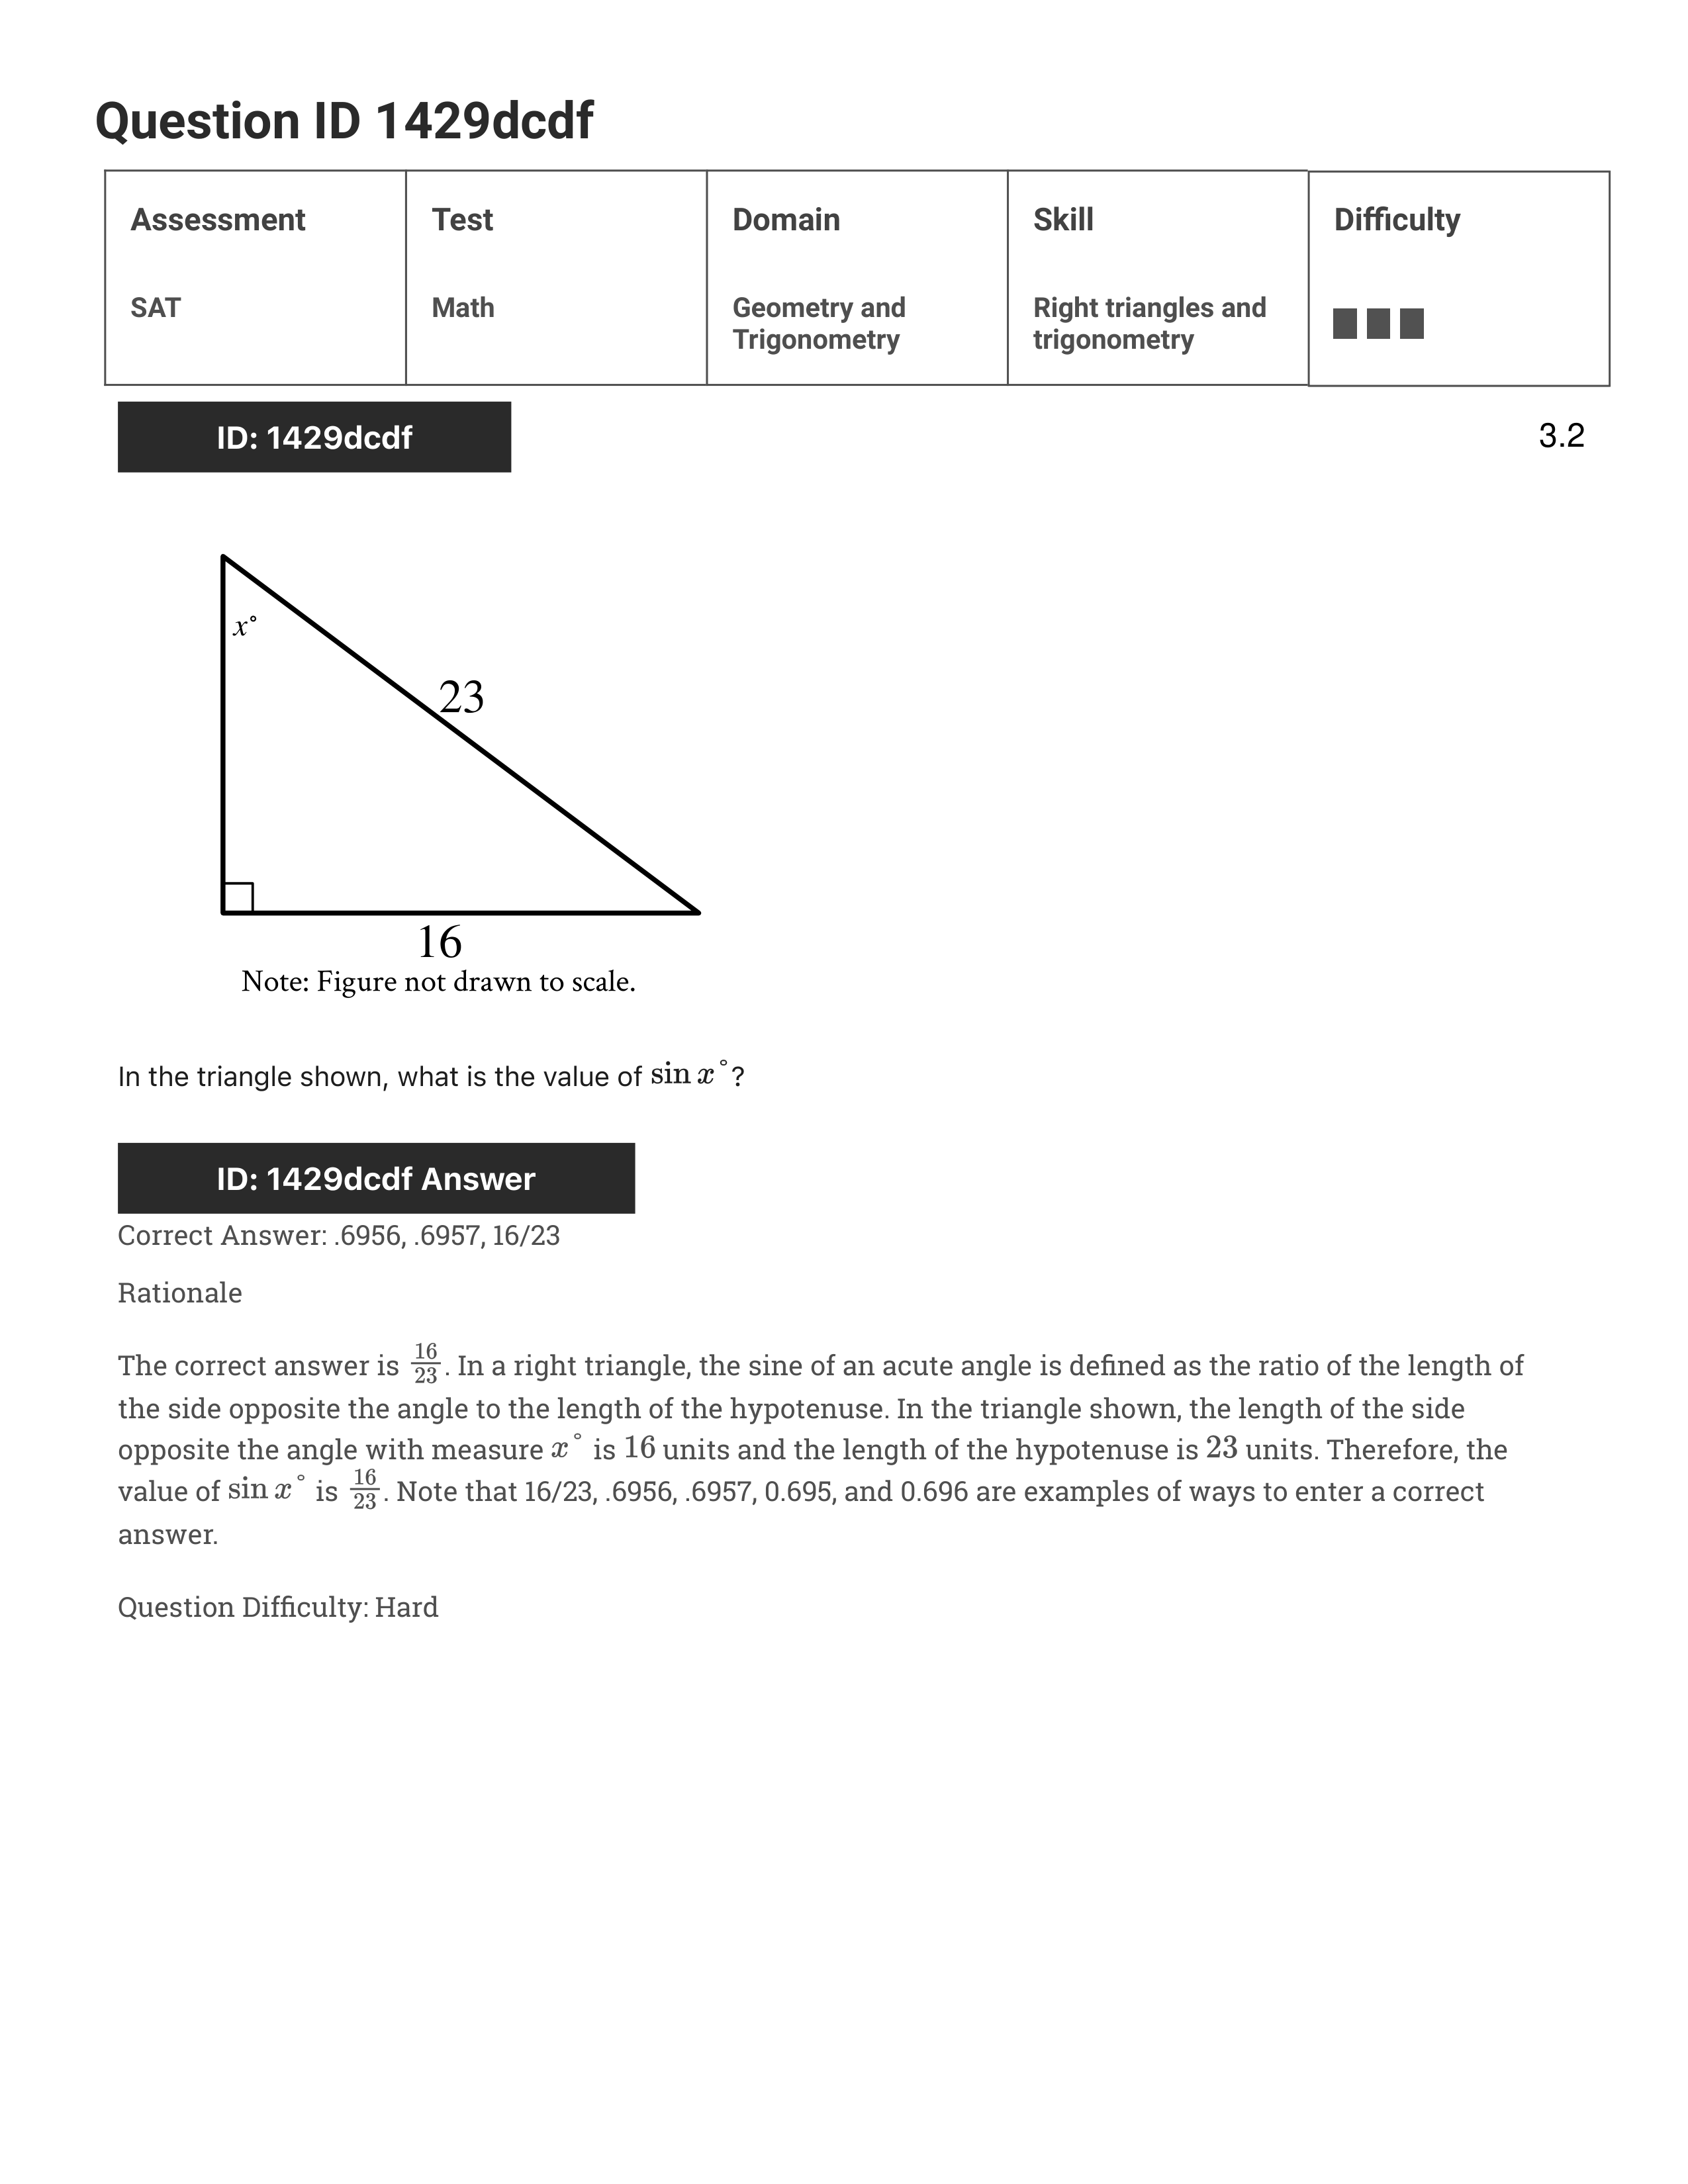 Question ID 1429dcdf
Assessment Test Domain Skill Difficulty
SAT Math Geometry and Trigonometry Right triangles and trigonometry
ID: 1429dcdf
3.2
x°
23
16
Note: Figure not drawn to scale.
In the triangle shown, what is the value of sin x°?
ID: 1429dcdf Answer
Correct Answer: .6956, .6957, 16/23
Rationale
The correct answer is 16/23. In a right triangle, the sine of an acute angle is defined as the ratio of the length of
the side opposite the angle to the length of the hypotenuse. In the triangle shown, the length of the side
opposite the angle with measure x° is 16 units and the length of the hypotenuse is 23 units. Therefore, the
value of sin x° is 16/23. Note that 16/23, .6956, .6957, 0.695, and 0.696 are examples of ways to enter a correct
answer.
Question Difficulty: Hard